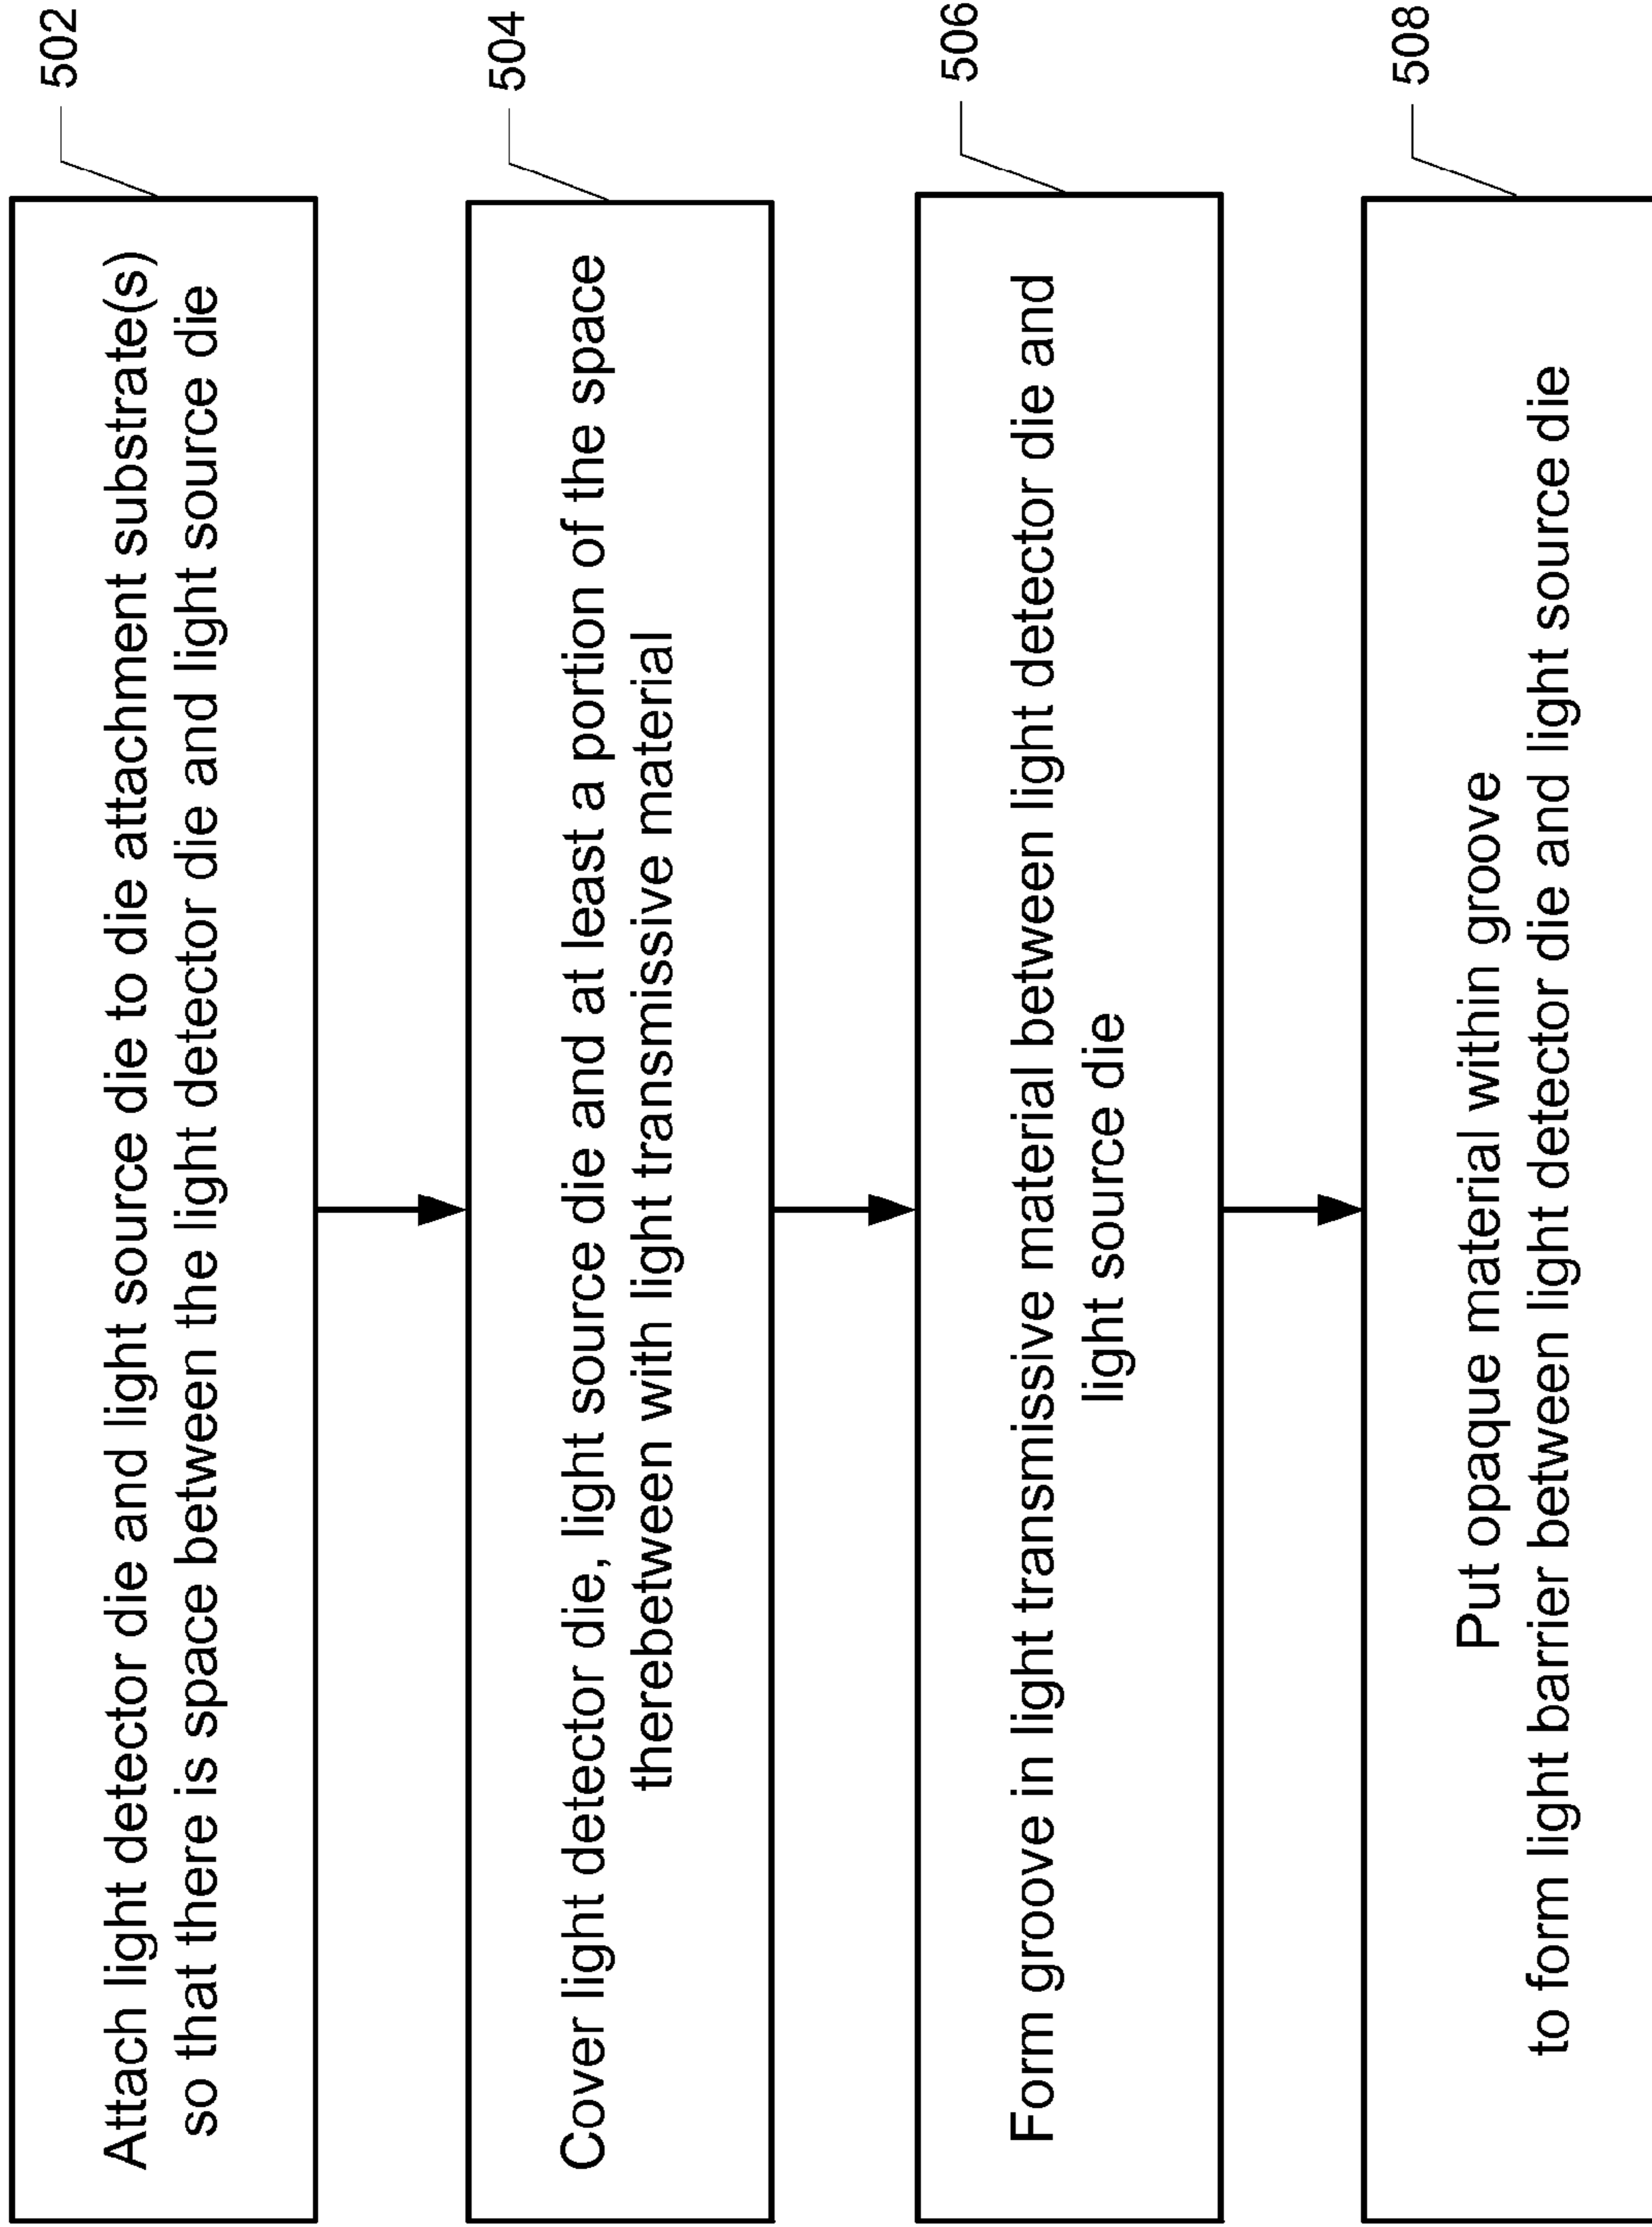 502
Attach light detector die and light source die to die attachment substrate(s)
so that there is space between the light detector die and light source die
504
Cover light detector die, light source die and at least a portion of the space
therebetween with light transmissive material
506
Form groove in light transmissive material between light detector die and
light source die
508
Put opaque material within groove
to form light barrier between light detector die and light source die